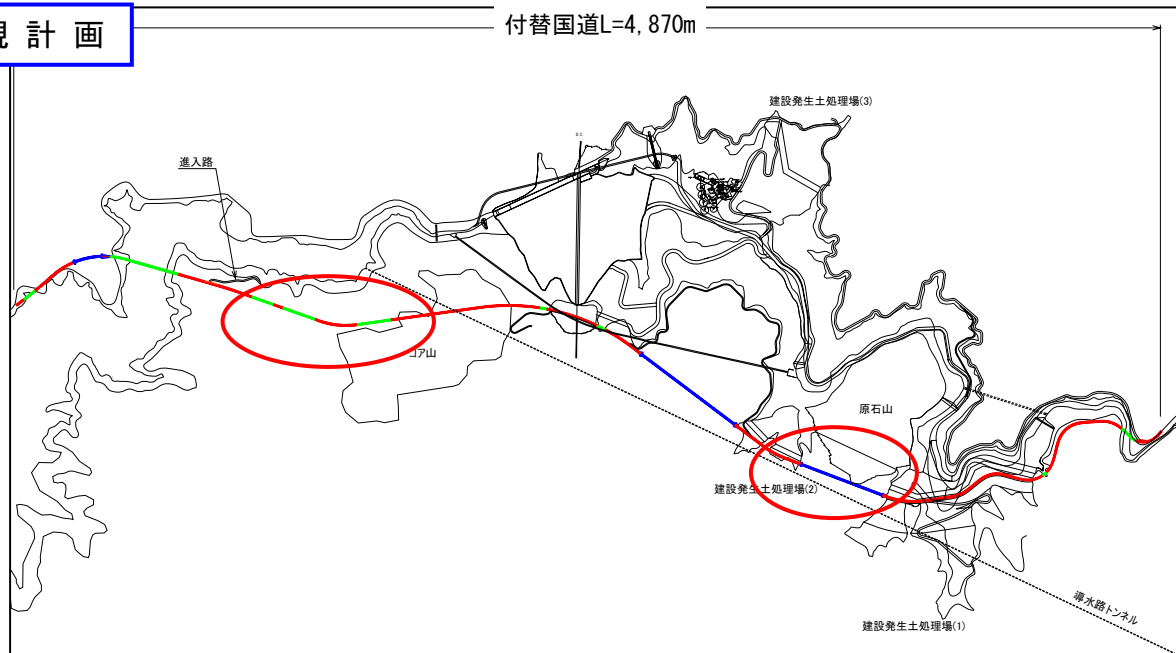 計 画
付替国道L=4,870m
建設発生土処理場(3)
進入路
コア山
原石山
建設発生土処理場(2)
導水路トンネル
建設発生土処理場(1)